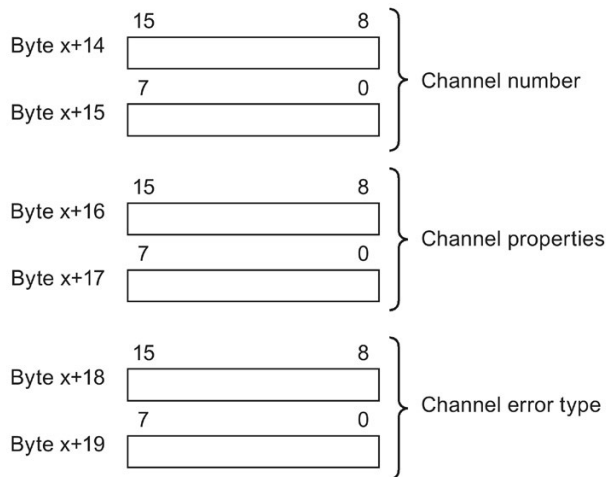 15 8
Byte x+14
Channel number
7 0
Byte x+15
15 8
Byte x+16
Channel properties
7 0
Byte x+17
15 8
Byte x+18
Channel error type
7 0
Byte x+19